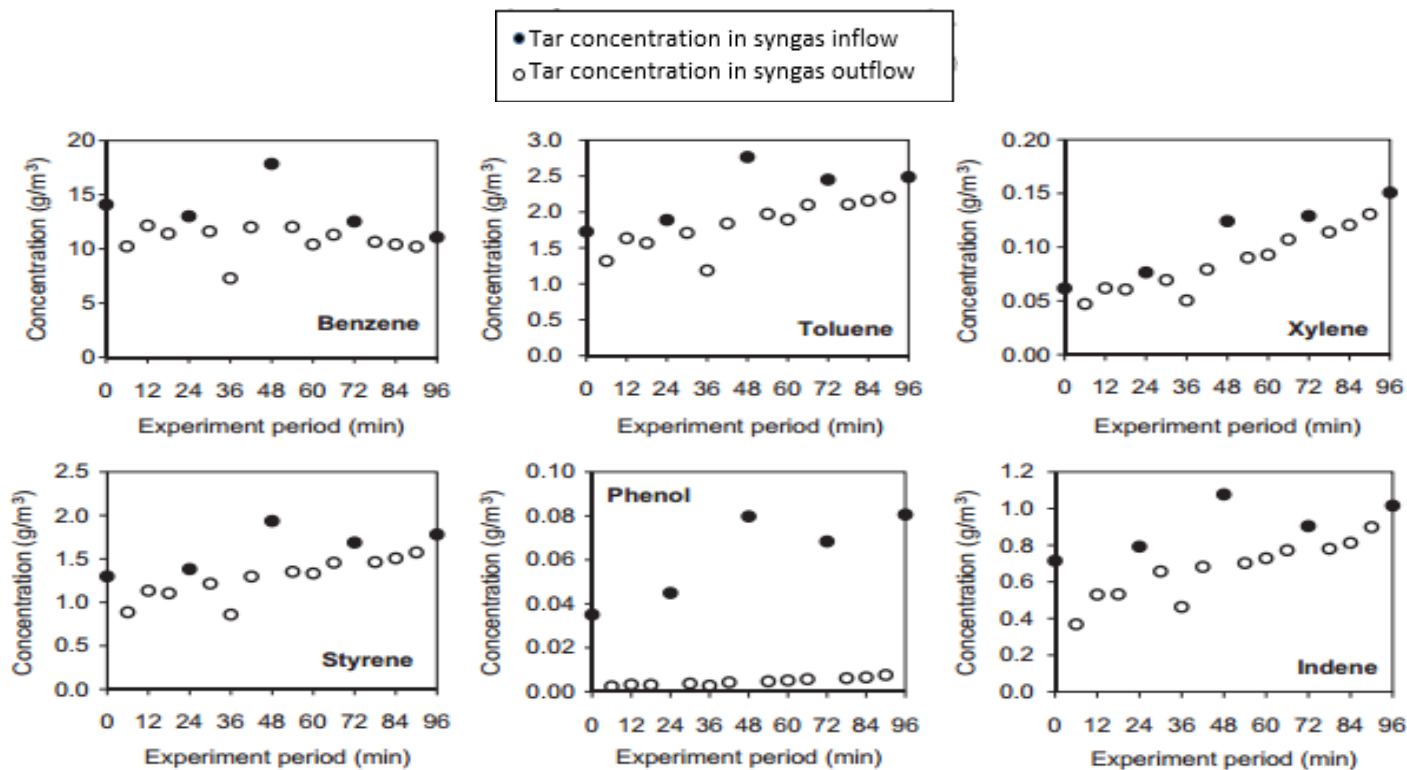 Tar concentration in syngas inflow
Tar concentration in syngas outflow
Concentration (g/m³)
20
15
10
5
0
Benzene
0 12 24 36 48 60 72 84 96
Experiment period (min)
Concentration (g/m³)
3.0
2.5
2.0
1.5
1.0
0.5
0.0
Toluene
0 12 24 36 48 60 72 84 96
Experiment period (min)
Concentration (g/m³)
0.20
0.15
0.10
0.05
0.00
Xylene
0 12 24 36 48 60 72 84 96
Experiment period (min)
Concentration (g/m³)
2.5
2.0
1.5
1.0
0.5
0.0
Styrene
0 12 24 36 48 60 72 84 96
Experiment period (min)
Concentration (g/m³)
0.10
0.08
0.06
0.04
0.02
0.00
Phenol
0 12 24 36 48 60 72 84 96
Experiment period (min)
Concentration (g/m³)
1.2
1.0
0.8
0.6
0.4
0.2
0.0
Indene
0 12 24 36 48 60 72 84 96
Experiment period (min)